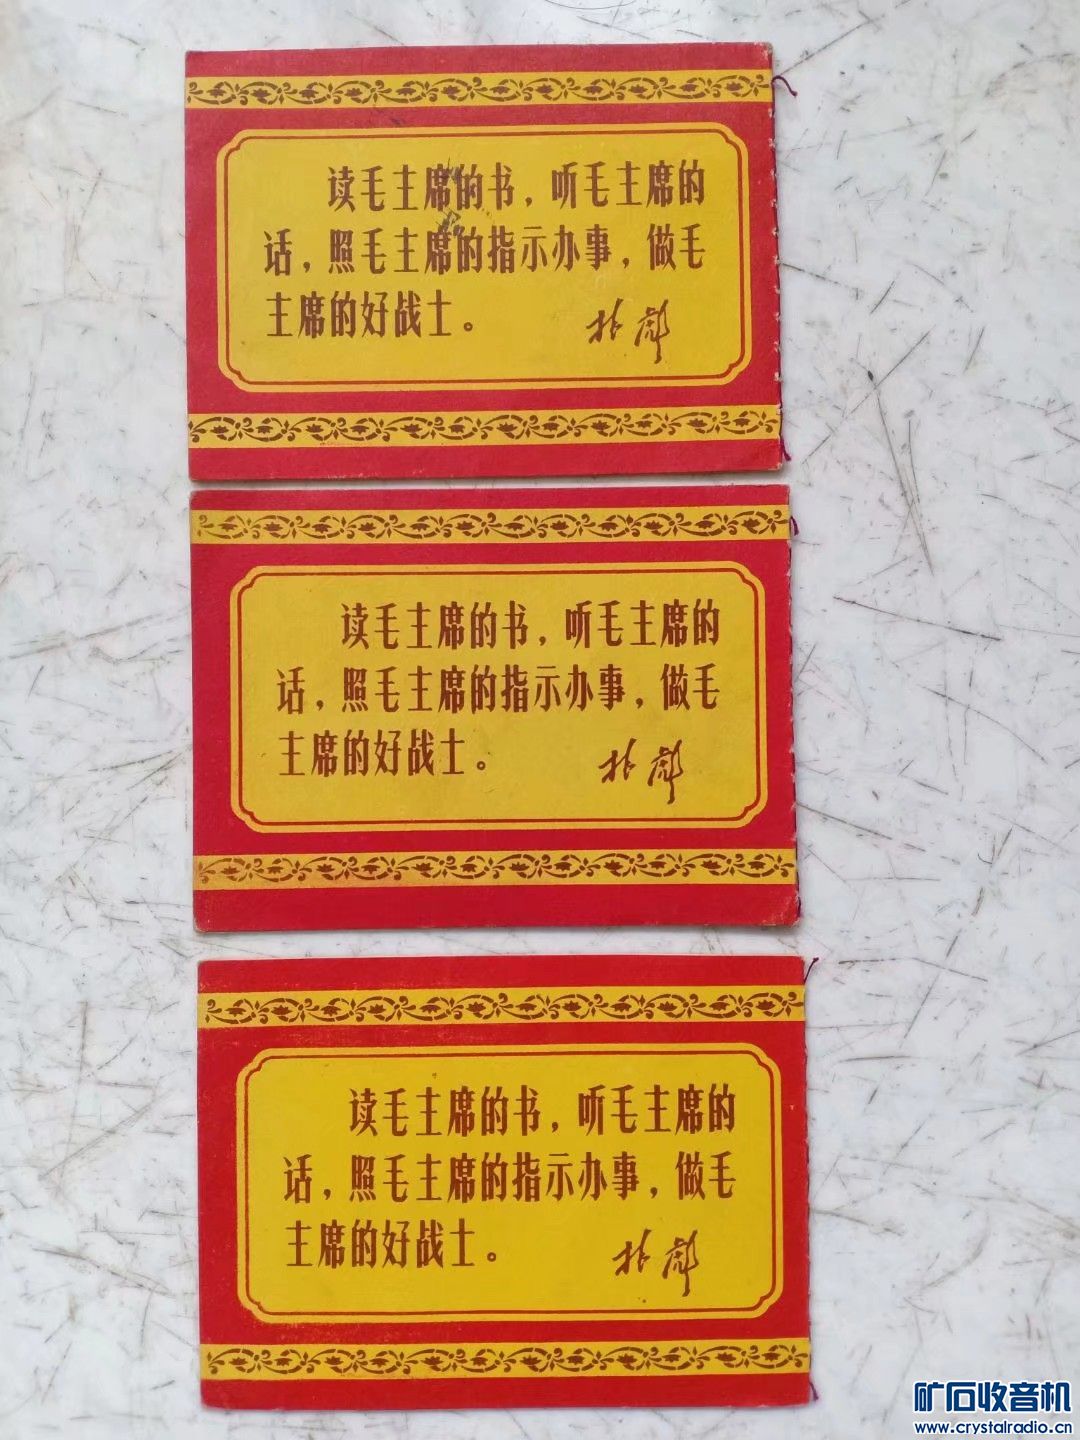 读毛主席的书，听毛主席的
话，照毛主席的指示办事，做毛
主席的好战士。
林彪
读毛主席的书，听毛主席的
话，照毛主席的指示办事，做毛
主席的好战士。
林彪
读毛主席的书，听毛主席的
话，照毛主席的指示办事，做毛
主席的好战士。
林彪
矿石收音机
www.crystalradio.cn